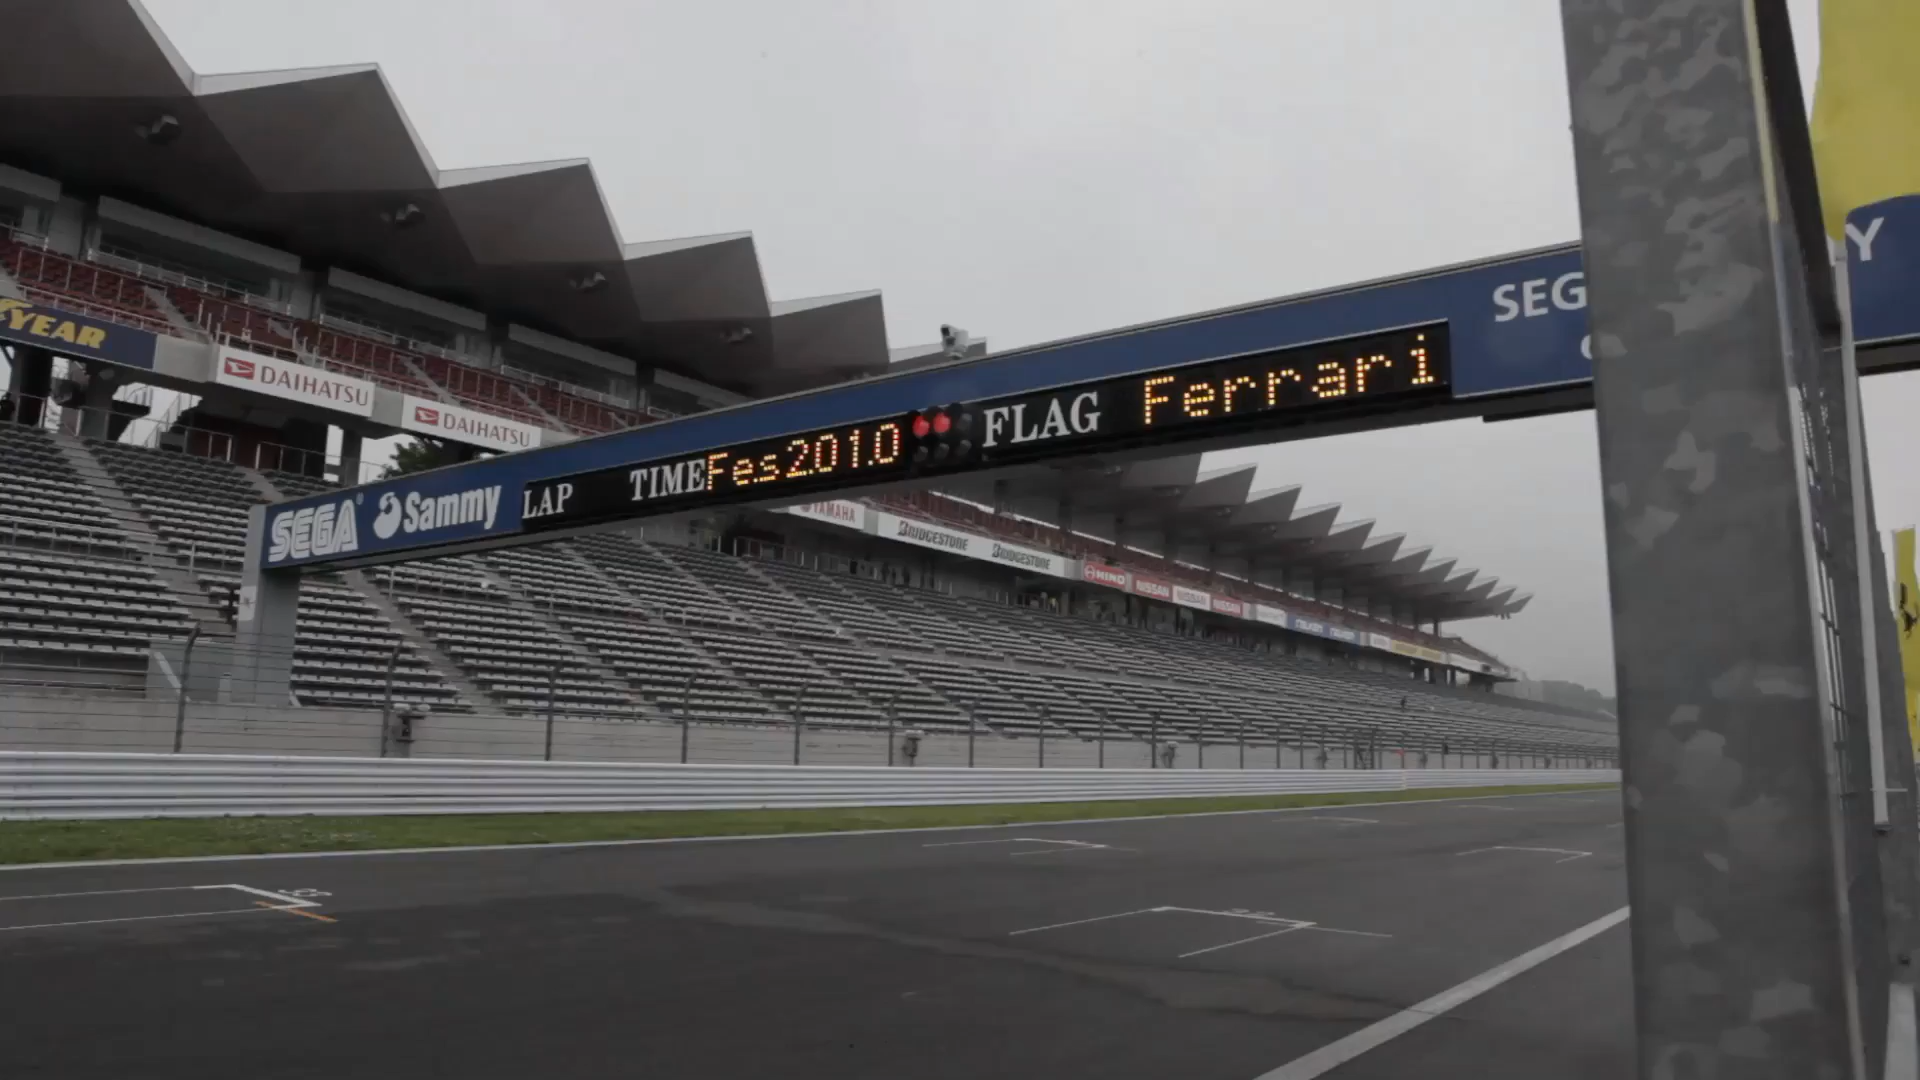 YEAR
DAIHATSU
DAIHATSU
SEGA® Sammy
LAP TIME Fes2010 FLAG Ferrari
SEG
Y
YAMAHA
BRIDGESTONE BRIDGESTONE
HINO NISSAN NISSAN NISSAN